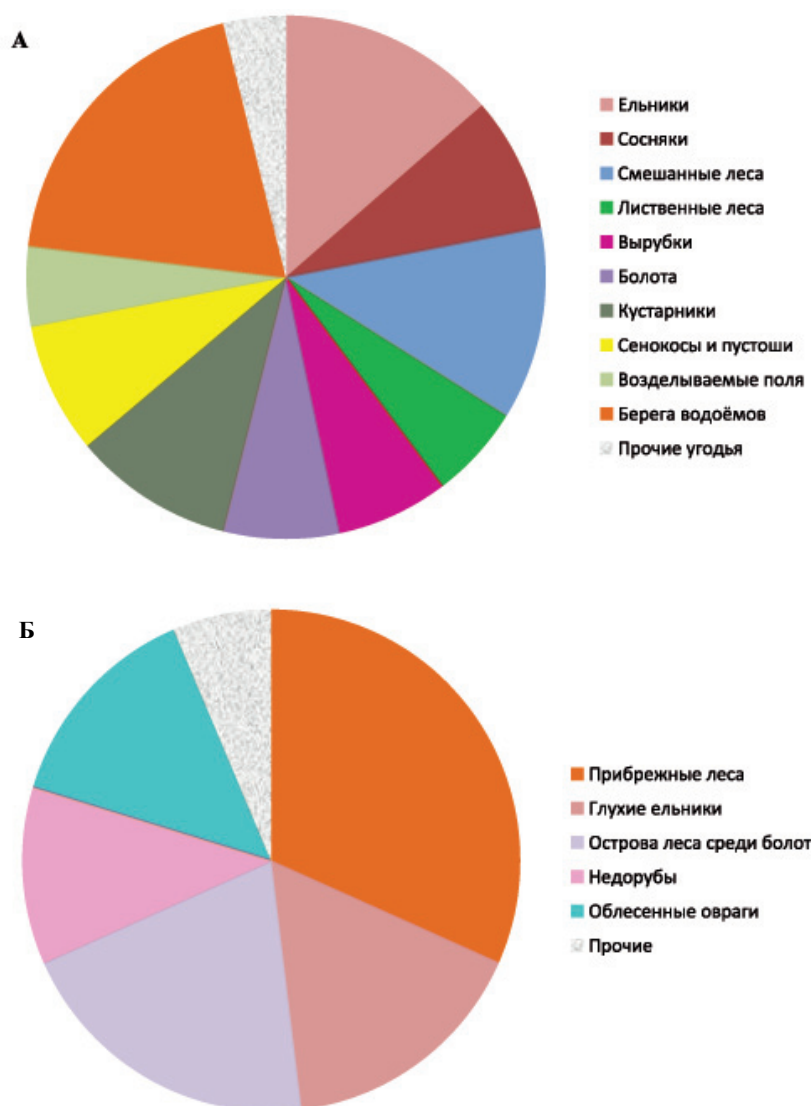 А
Ельники
Сосняки
Смешанные леса
Лиственные леса
Вырубки
Болота
Кустарники
Сенокосы и пустоши
Возделываемые поля
Берега водоёмов
Прочие угодья
Б
Прибрежные леса
Глухие ельники
Острова леса среди болот
Недорубы
Облесенные овраги
Прочие